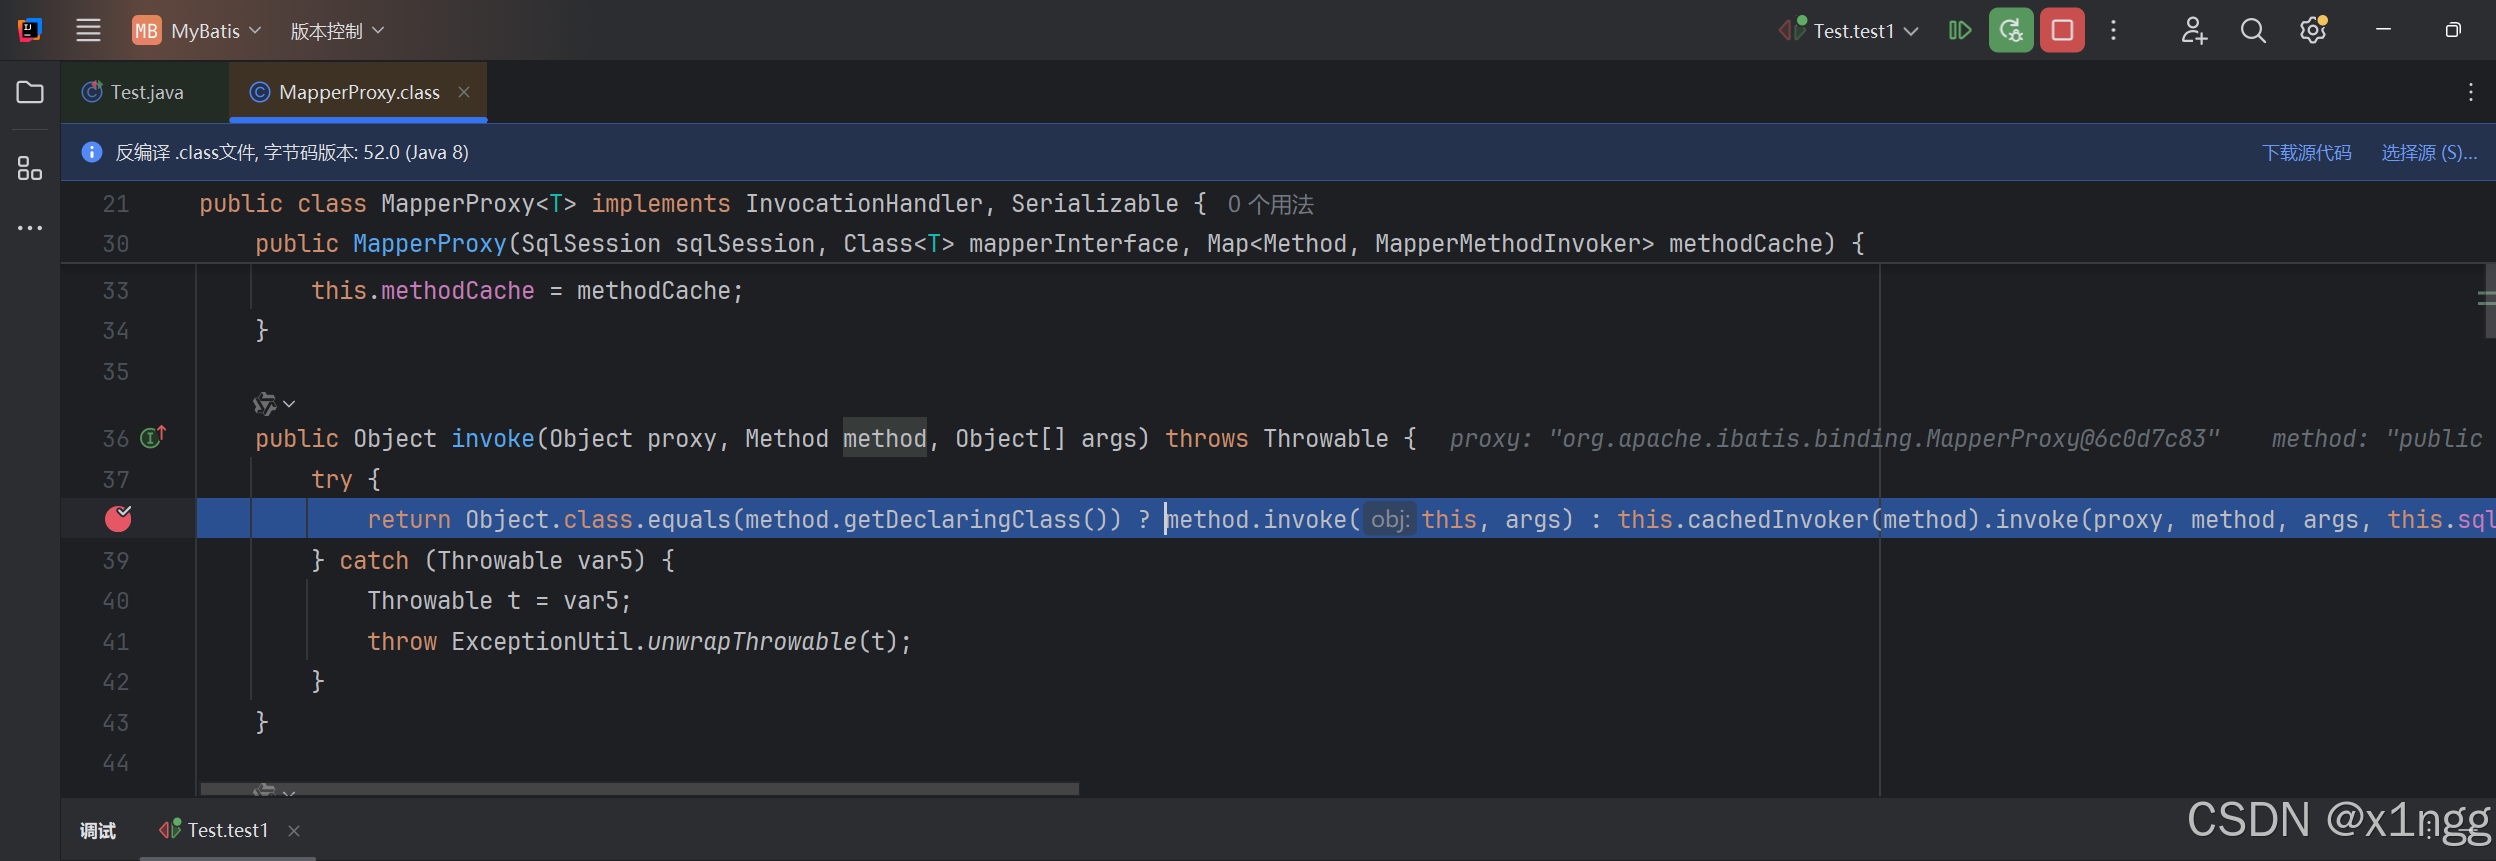 MB MyBatis 版本控制 Test.test1
Test.java MapperProxy.class
反编译 .class文件, 字节码版本: 52.0 (Java 8) 下载源代码 选择源 (S)...
21 public class MapperProxy<T> implements InvocationHandler, Serializable { 0 个用法
30 public MapperProxy(SqlSession sqlSession, Class<T> mapperInterface, Map<Method, MapperMethodInvoker> methodCache) {
33 this.methodCache = methodCache;
34 }
35
36 public Object invoke(Object proxy, Method method, Object[] args) throws Throwable { proxy: "org.apache.ibatis.binding.MapperProxy@6c0d7c83" method: "public
37 try {
return Object.class.equals(method.getDeclaringClass()) ? method.invoke( obj: this, args) : this.cachedInvoker(method).invoke(proxy, method, args, this.sql
39 } catch (Throwable var5) {
40 Throwable t = var5;
41 throw ExceptionUtil.unwrapThrowable(t);
42 }
43 }
44
调试 Test.test1
CSDN @x1ngg